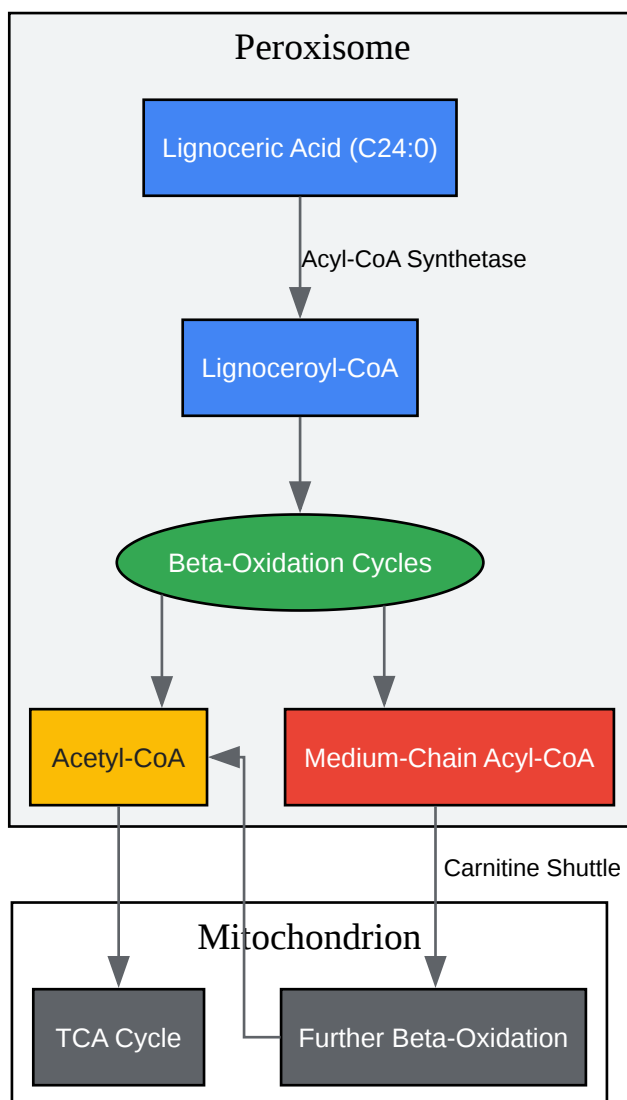 Peroxisome
Lignoceric Acid (C24:0)
Acyl-CoA Synthetase
Lignoceroyl-CoA
Beta-Oxidation Cycles
Acetyl-CoA
Medium-Chain Acyl-CoA
Carnitine Shuttle
Mitochondrion
TCA Cycle
Further Beta-Oxidation